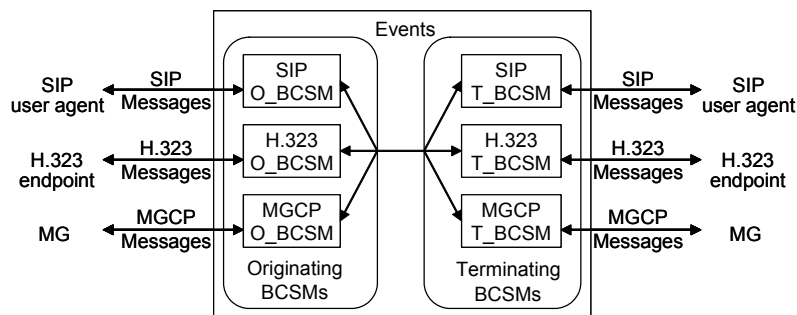 Events
SIP
user agent
SIP
Messages
SIP
O_BCSM
SIP
T_BCSM
SIP
Messages
SIP
user agent
H.323
endpoint
H.323
Messages
H.323
O_BCSM
H.323
T_BCSM
H.323
Messages
H.323
endpoint
MG
MGCP
Messages
MGCP
O_BCSM
MGCP
T_BCSM
MGCP
Messages
MG
Originating
BCSMs
Terminating
BCSMs